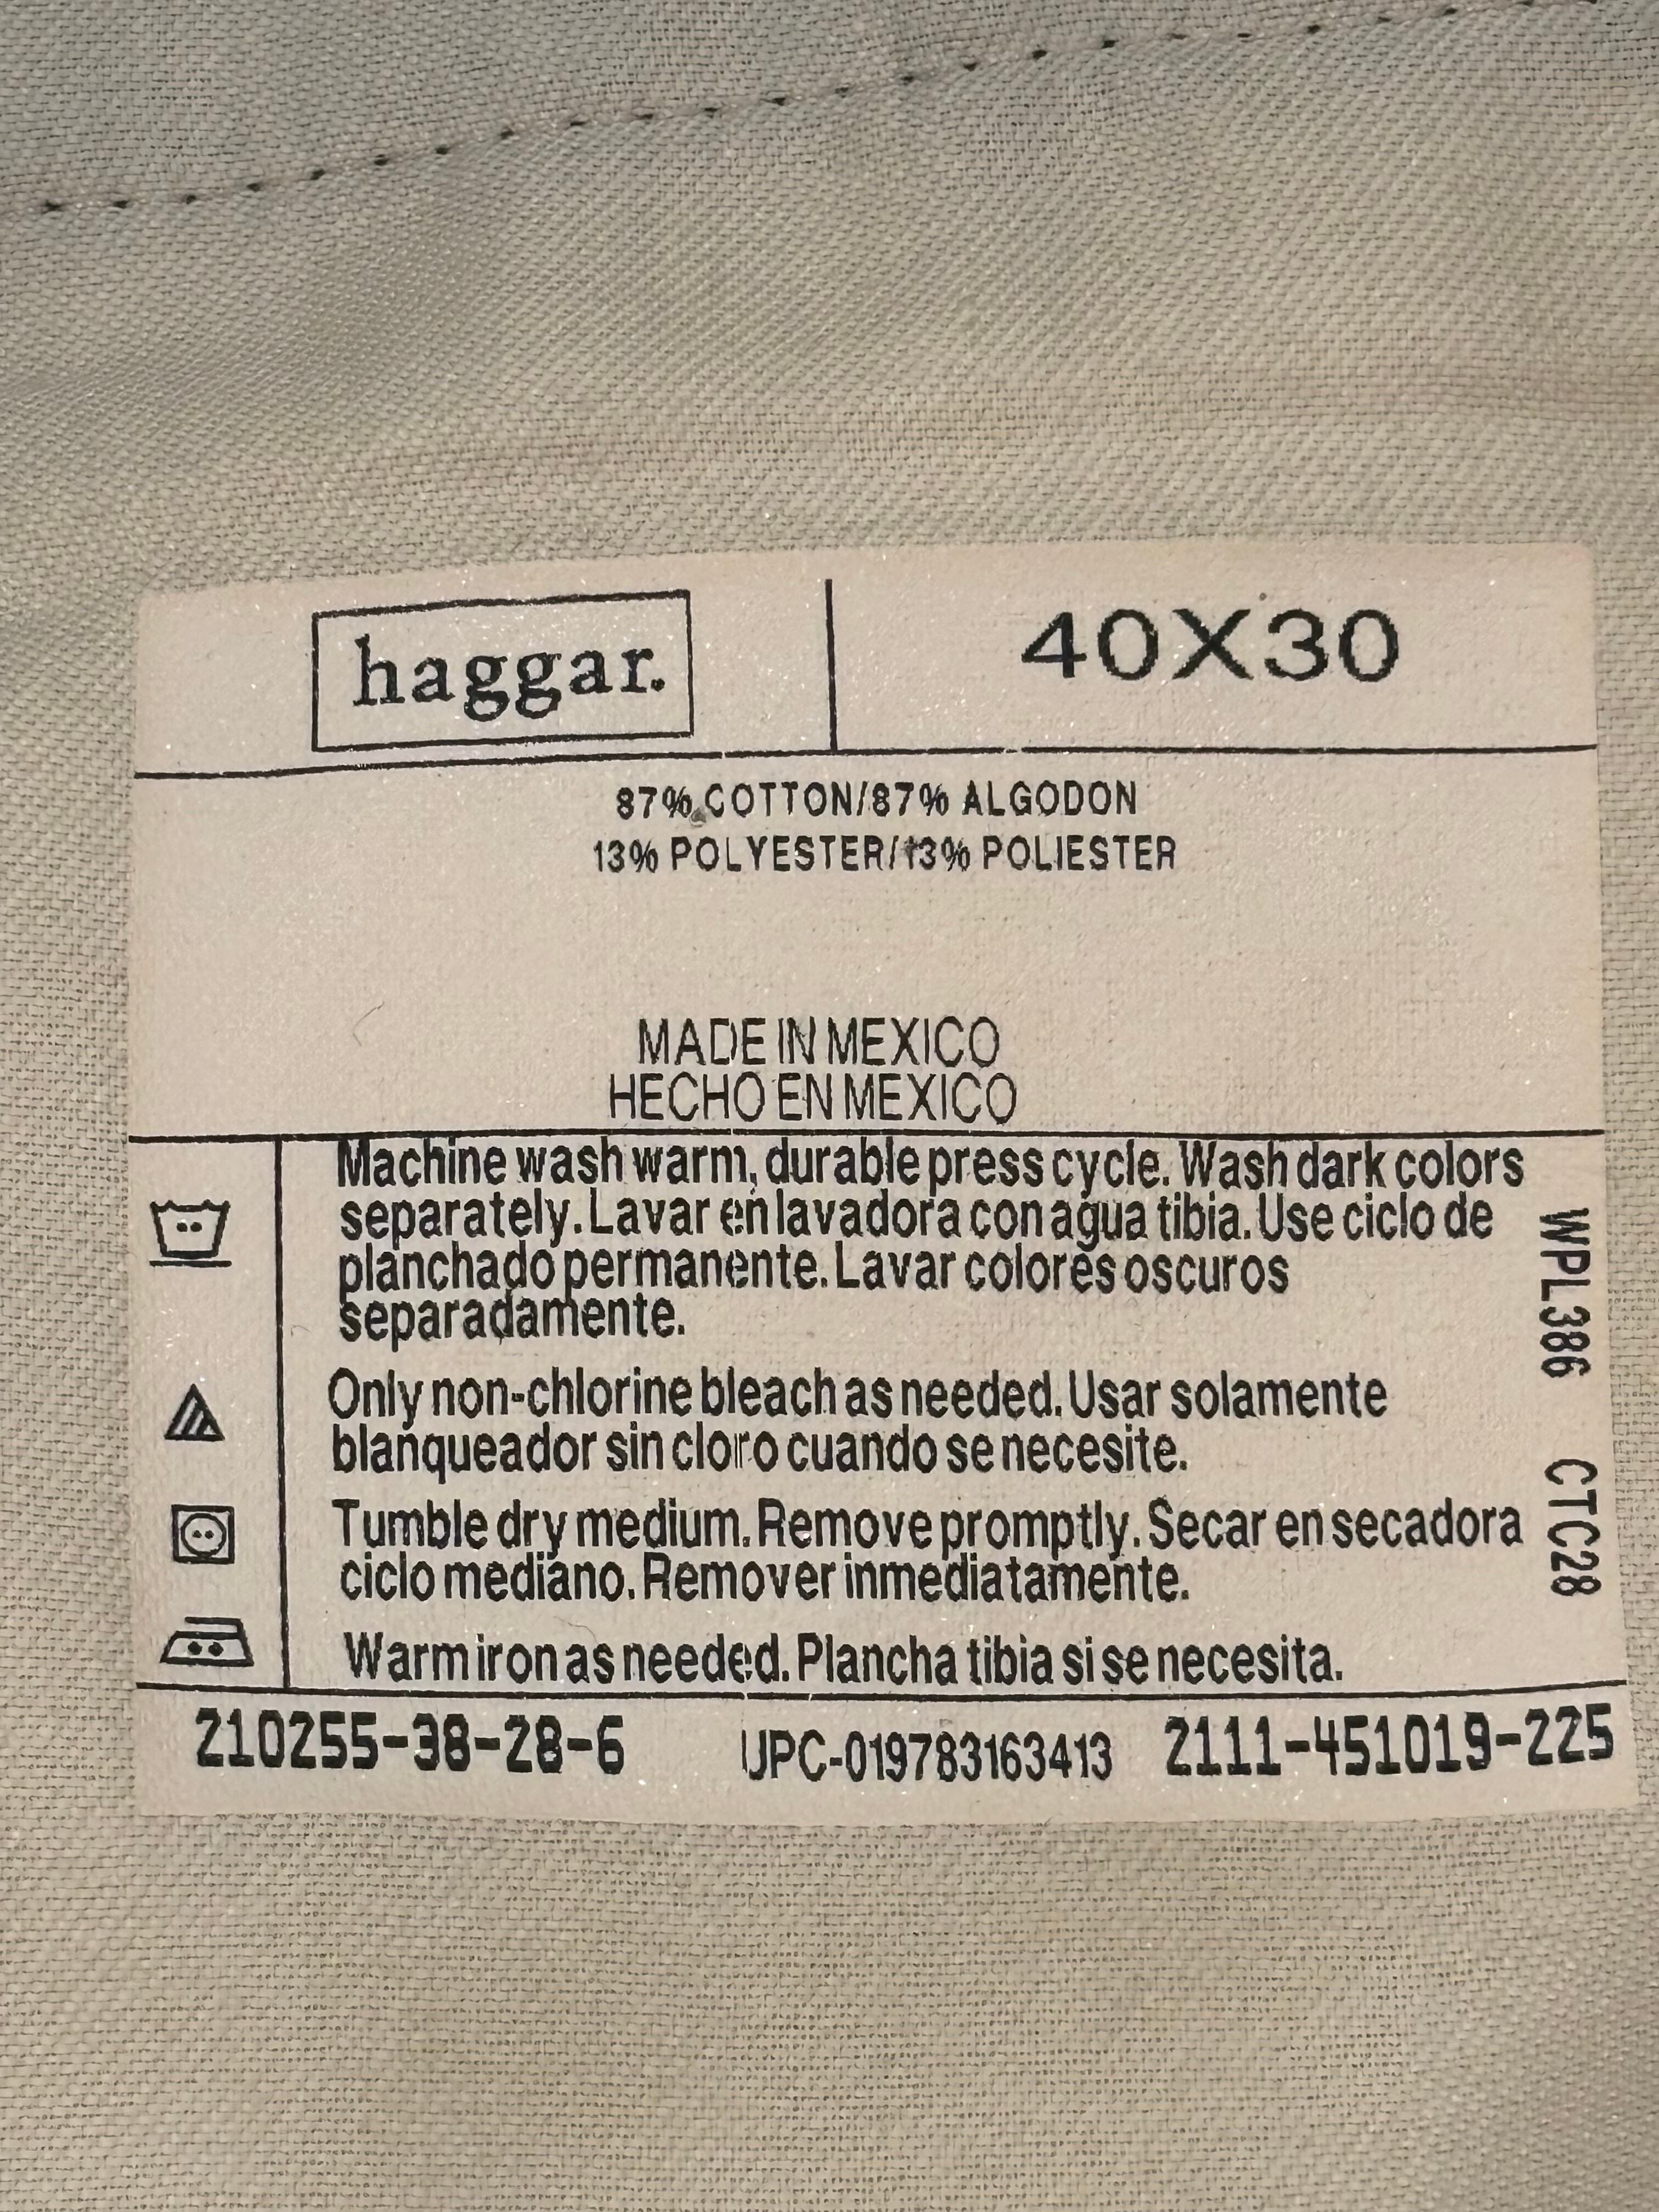 haggar.
40X30
87% COTTON/87% ALGODON
13% POLYESTER/13% POLIESTER
MADE IN MEXICO
HECHO EN MEXICO
Machine wash warm, durable press cycle. Wash dark colors
separately. Lavar en lavadora con agua tibia. Use ciclo de
planchado permanente. Lavar colores oscuros
separadamente.
Only non-chlorine bleach as needed. Usar solamente
blanqueador sin cloro cuando se necesite.
Tumble dry medium. Remove promptly. Secar en secadora
ciclo mediano. Remover inmediatamente.
Warm iron as needed. Plancha tibia si se necesita.
WPL386 CTC28
210255-38-28-6 UPC-019783163413 2111-451019-225